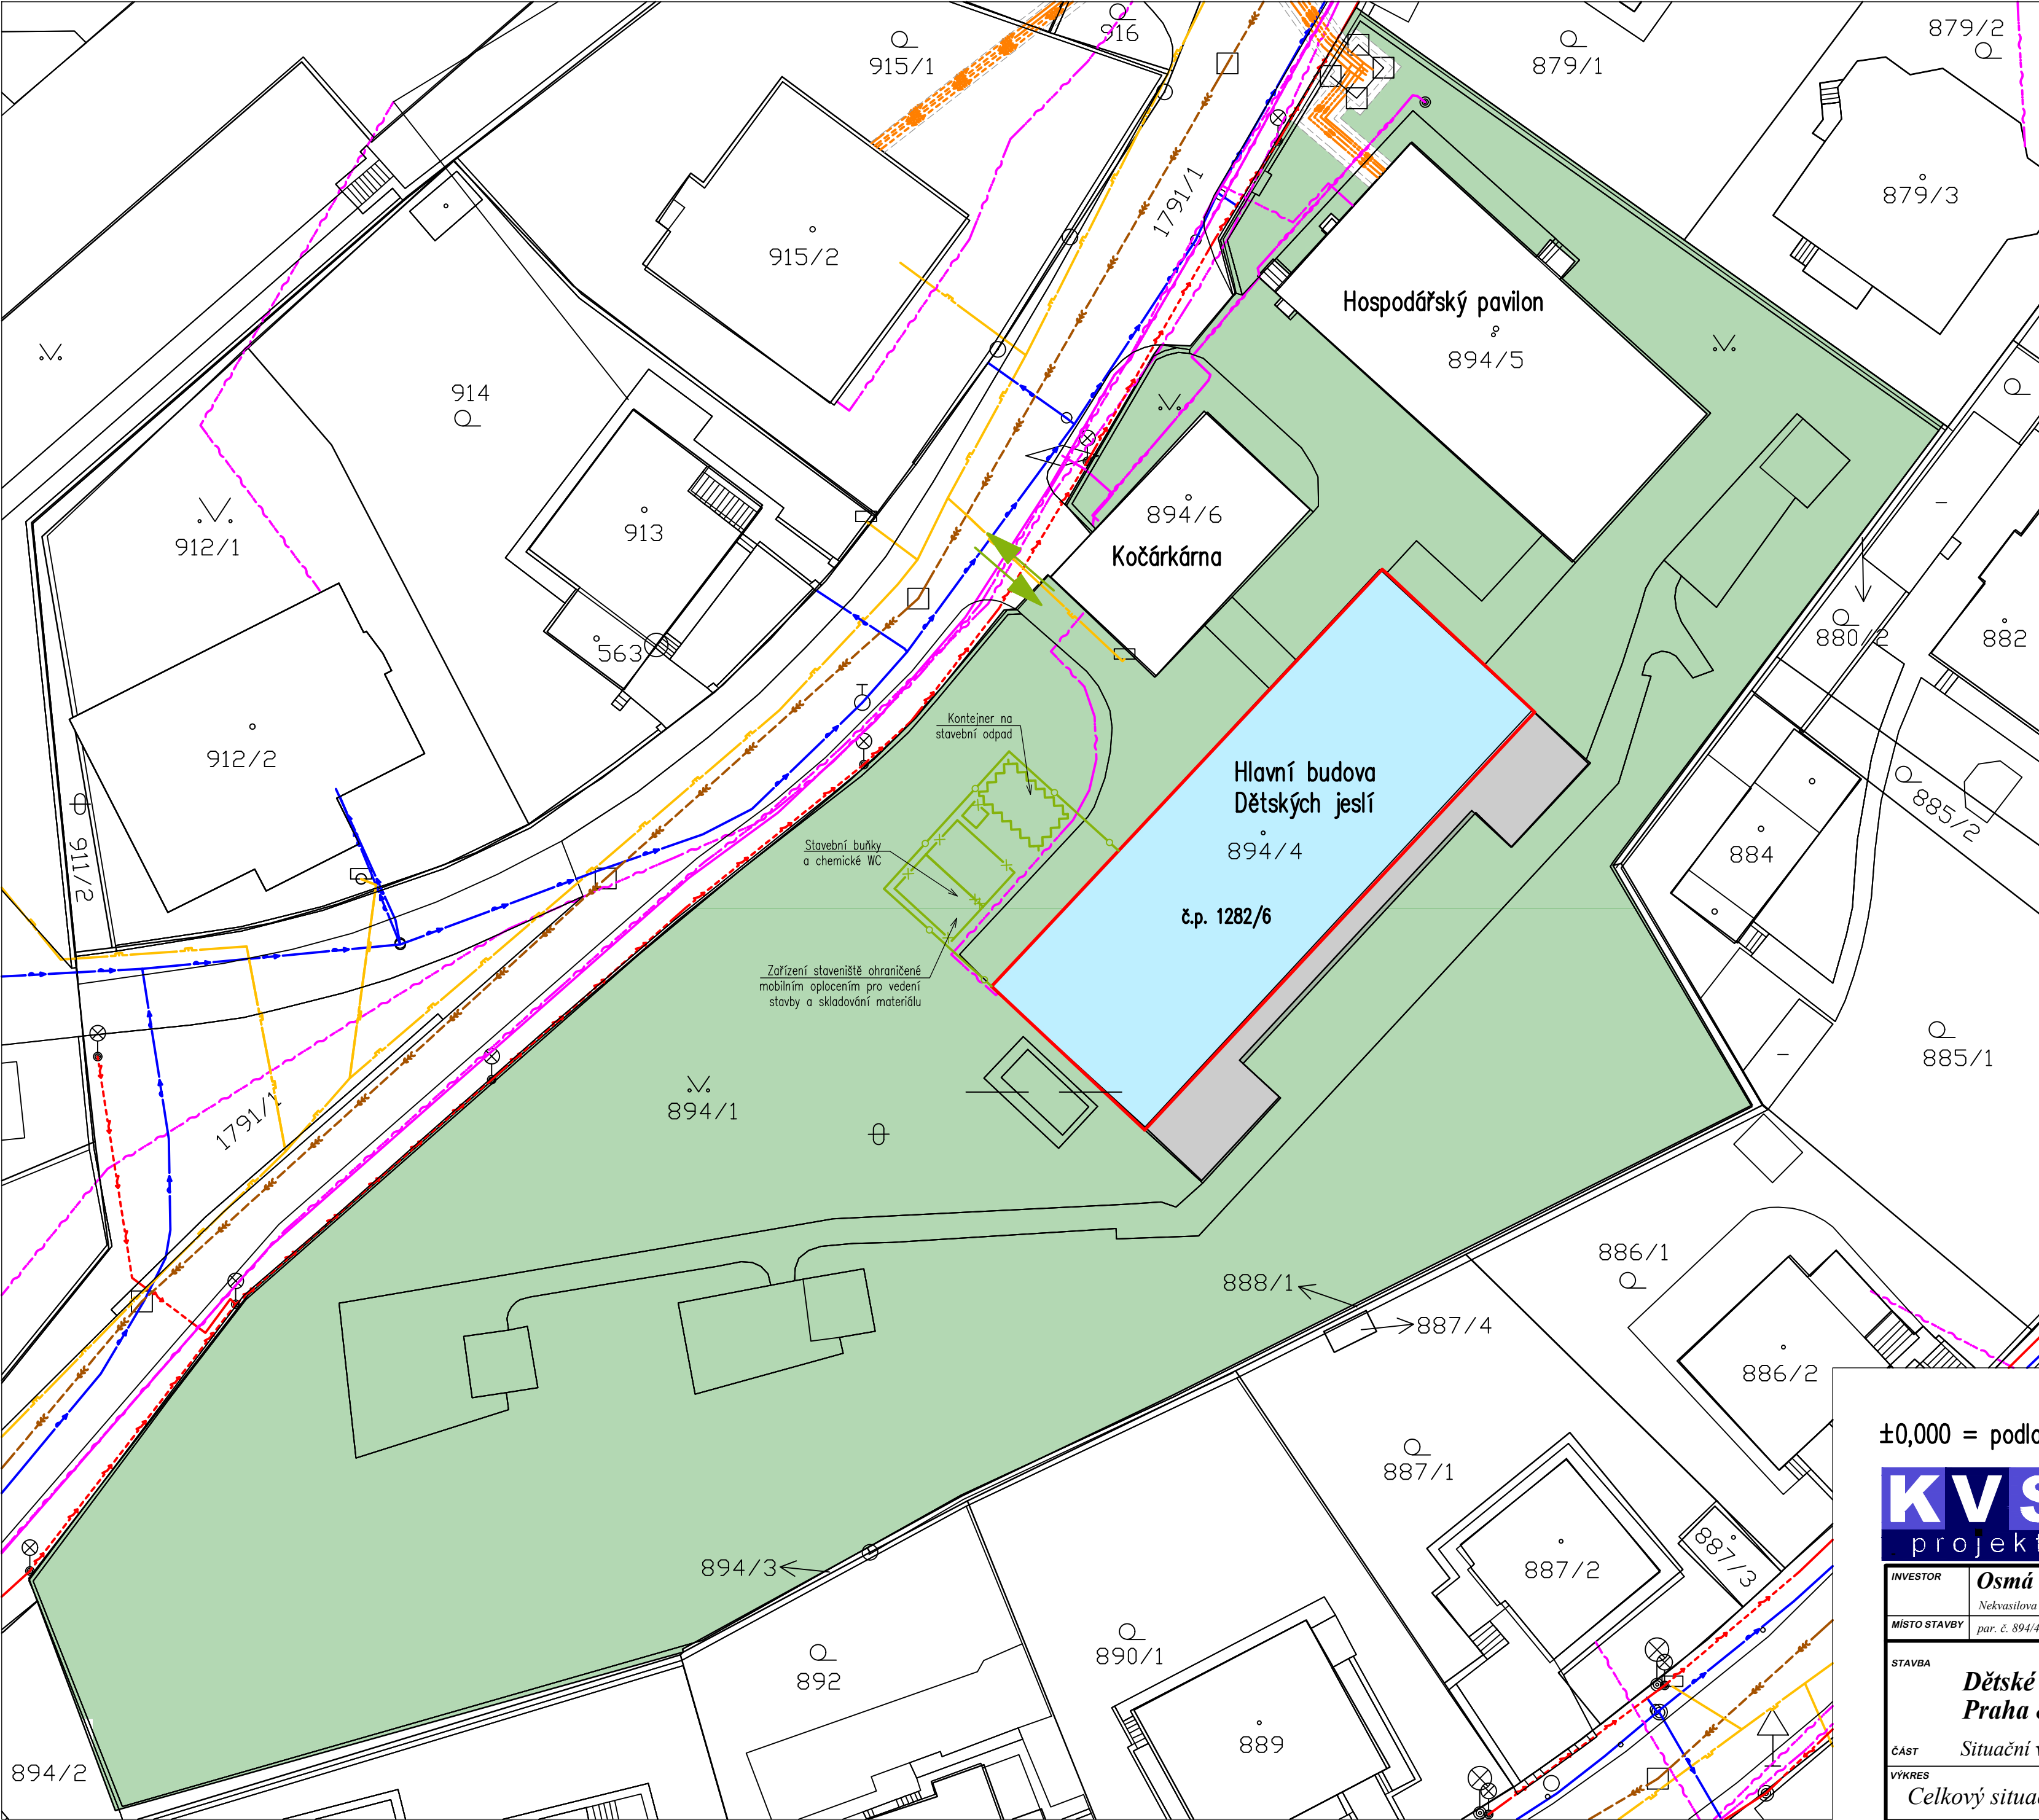 916
915/1
879/1
879/2
879/3
1791/1
915/2
Hospodářský pavilon
894/5
914
913
912/1
894/6
Kočárkárna
563
880/2
882
912/2
Kontejner na
stavební odpad
Hlavní budova
Dětských jeslí
894/4
885/2
911/2
Stavební buňky
a chemické WC
884
č.p. 1282/6
Zařízení staveniště ohraničené
mobilním oplocením pro vedení
stavby a skladování materiálu
885/1
894/1
1791/1
886/1
888/1
887/4
886/2
±0,000 = podlo
887/1
KVS
projekt
894/3
887/2
887/3
INVESTOR
Osmá
Nekvasilova
MÍSTO STAVBY
par. č. 894/4
892
890/1
STAVBA
Dětské
Praha
889
894/2
ČÁST
Situační v
VÝKRES
Celkový situa